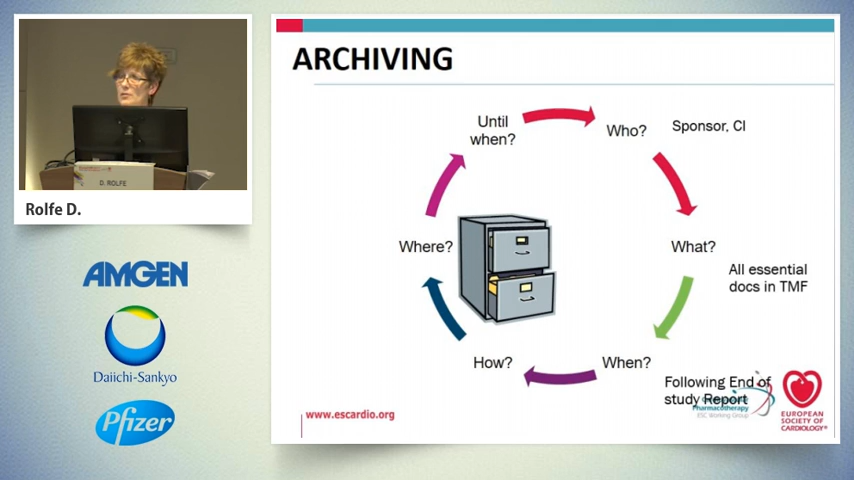 ARCHIVING
Until
when?
Who?
Sponsor, CI
What?
All essential
docs in TMF
When?
Following End of
study Report
How?
Where?
www.escardio.org
Pharmacotherapy
ESC Working Group
EUROPEAN
SOCIETY OF
CARDIOLOGY®
D. ROLFE
Rolfe D.
AMGEN
Daiichi-Sankyo
Pfizer